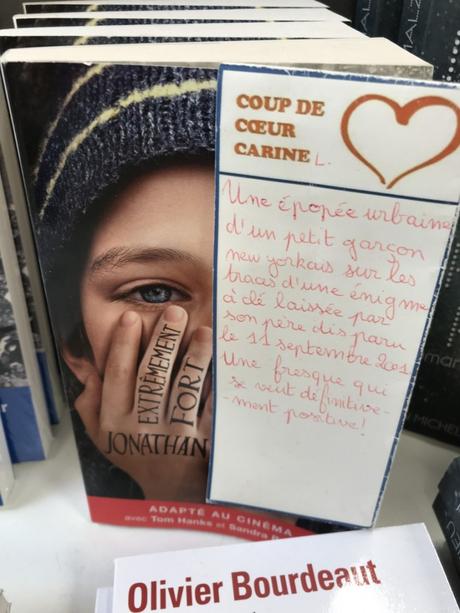 COUP DE
CŒUR
CARINE L.
Une épopée urbaine
d'un petit garçon
new yorkais sur les
traces d'une énigme
à clé laissée par
son père disparu
le 11 septembre 2001
Une fresque qui
se veut définitive-
-ment positive!
EXTRÊMEMENT
FORT
JONATHAN
ADAPTÉ AU CINÉMA
avec Tom Hanks et Sandra
Olivier Bourdeaut